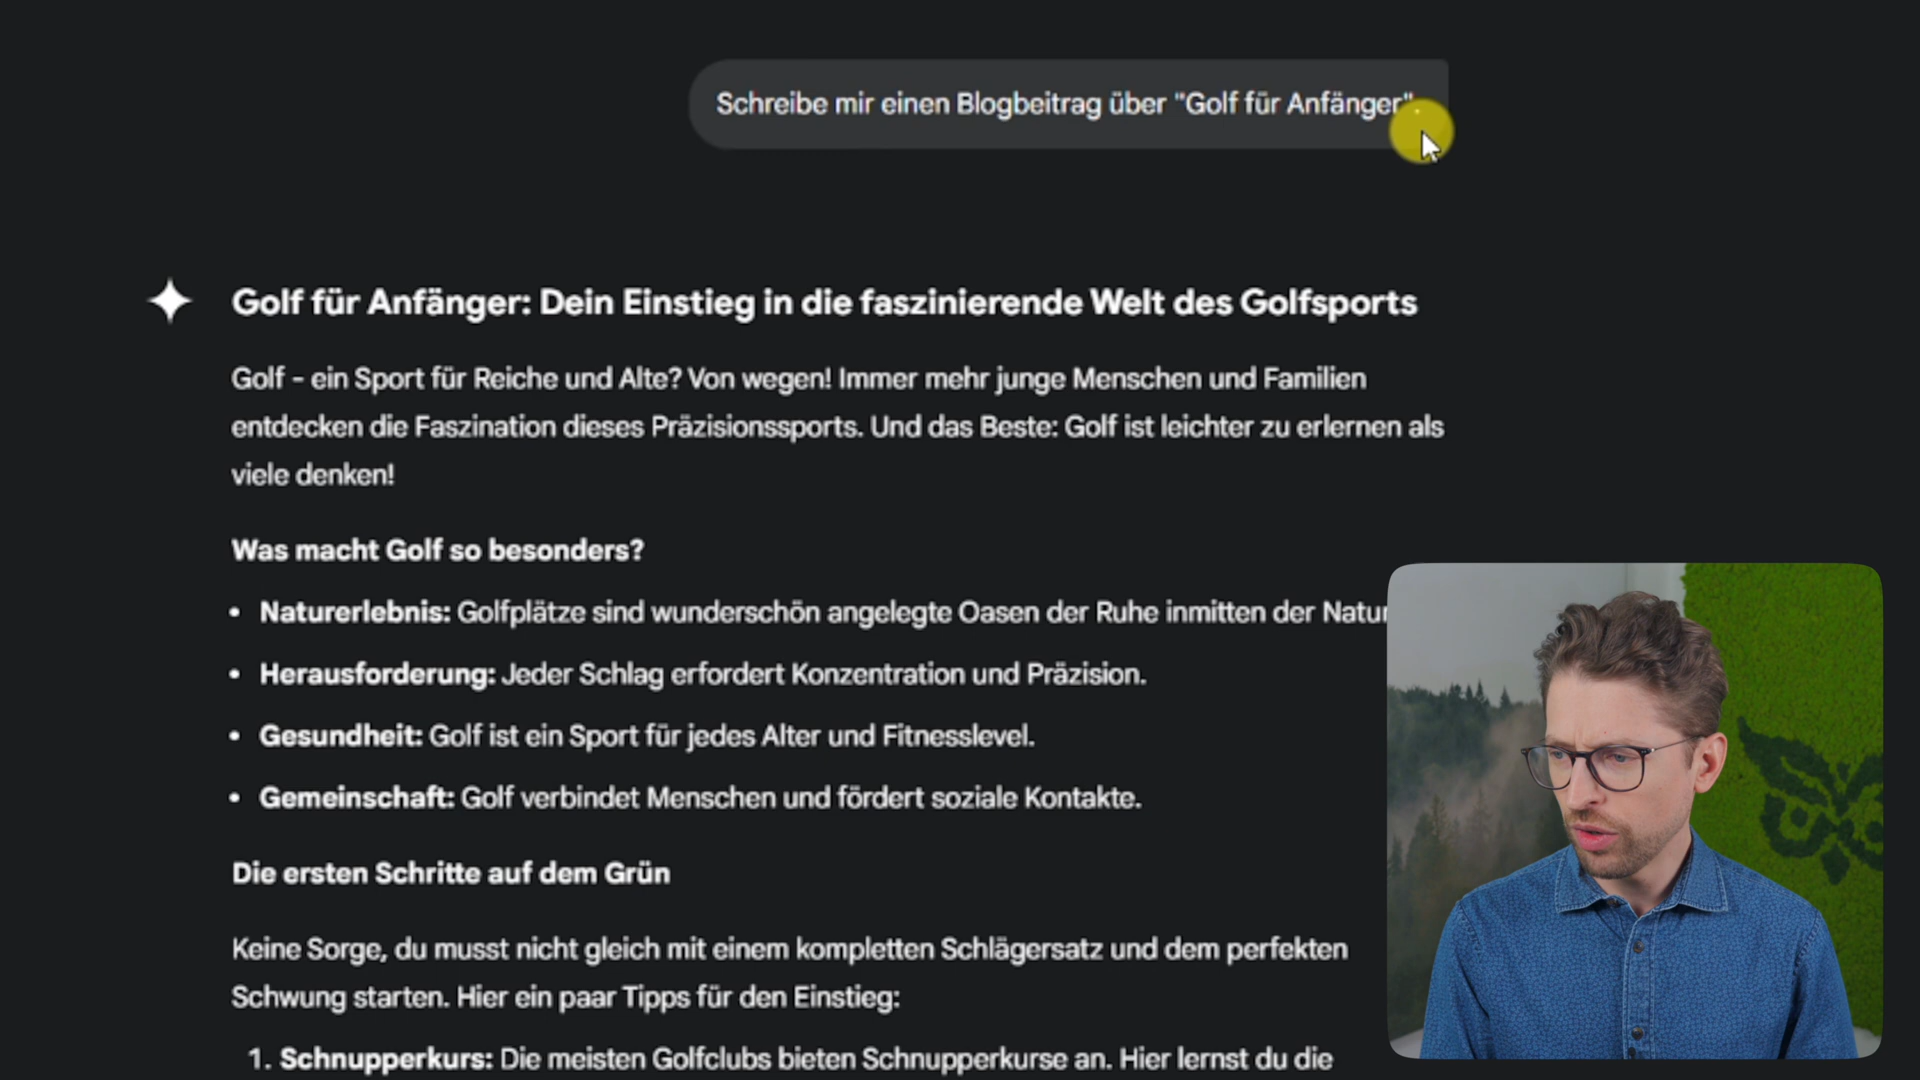 Schreibe mir einen Blogbeitrag über "Golf für Anfänger".
Golf für Anfänger: Dein Einstieg in die faszinierende Welt des Golfsports
Golf - ein Sport für Reiche und Alte? Von wegen! Immer mehr junge Menschen und Familien
entdecken die Faszination dieses Präzisionssports. Und das Beste: Golf ist leichter zu erlernen als
viele denken!
Was macht Golf so besonders?
• Naturerlebnis: Golfplätze sind wunderschön angelegte Oasen der Ruhe inmitten der Natur
• Herausforderung: Jeder Schlag erfordert Konzentration und Präzision.
• Gesundheit: Golf ist ein Sport für jedes Alter und Fitnesslevel.
• Gemeinschaft: Golf verbindet Menschen und fördert soziale Kontakte.
Die ersten Schritte auf dem Grün
Keine Sorge, du musst nicht gleich mit einem kompletten Schlägersatz und dem perfekten
Schwung starten. Hier ein paar Tipps für den Einstieg:
1. Schnupperkurs: Die meisten Golfclubs bieten Schnupperkurse an. Hier lernst du die